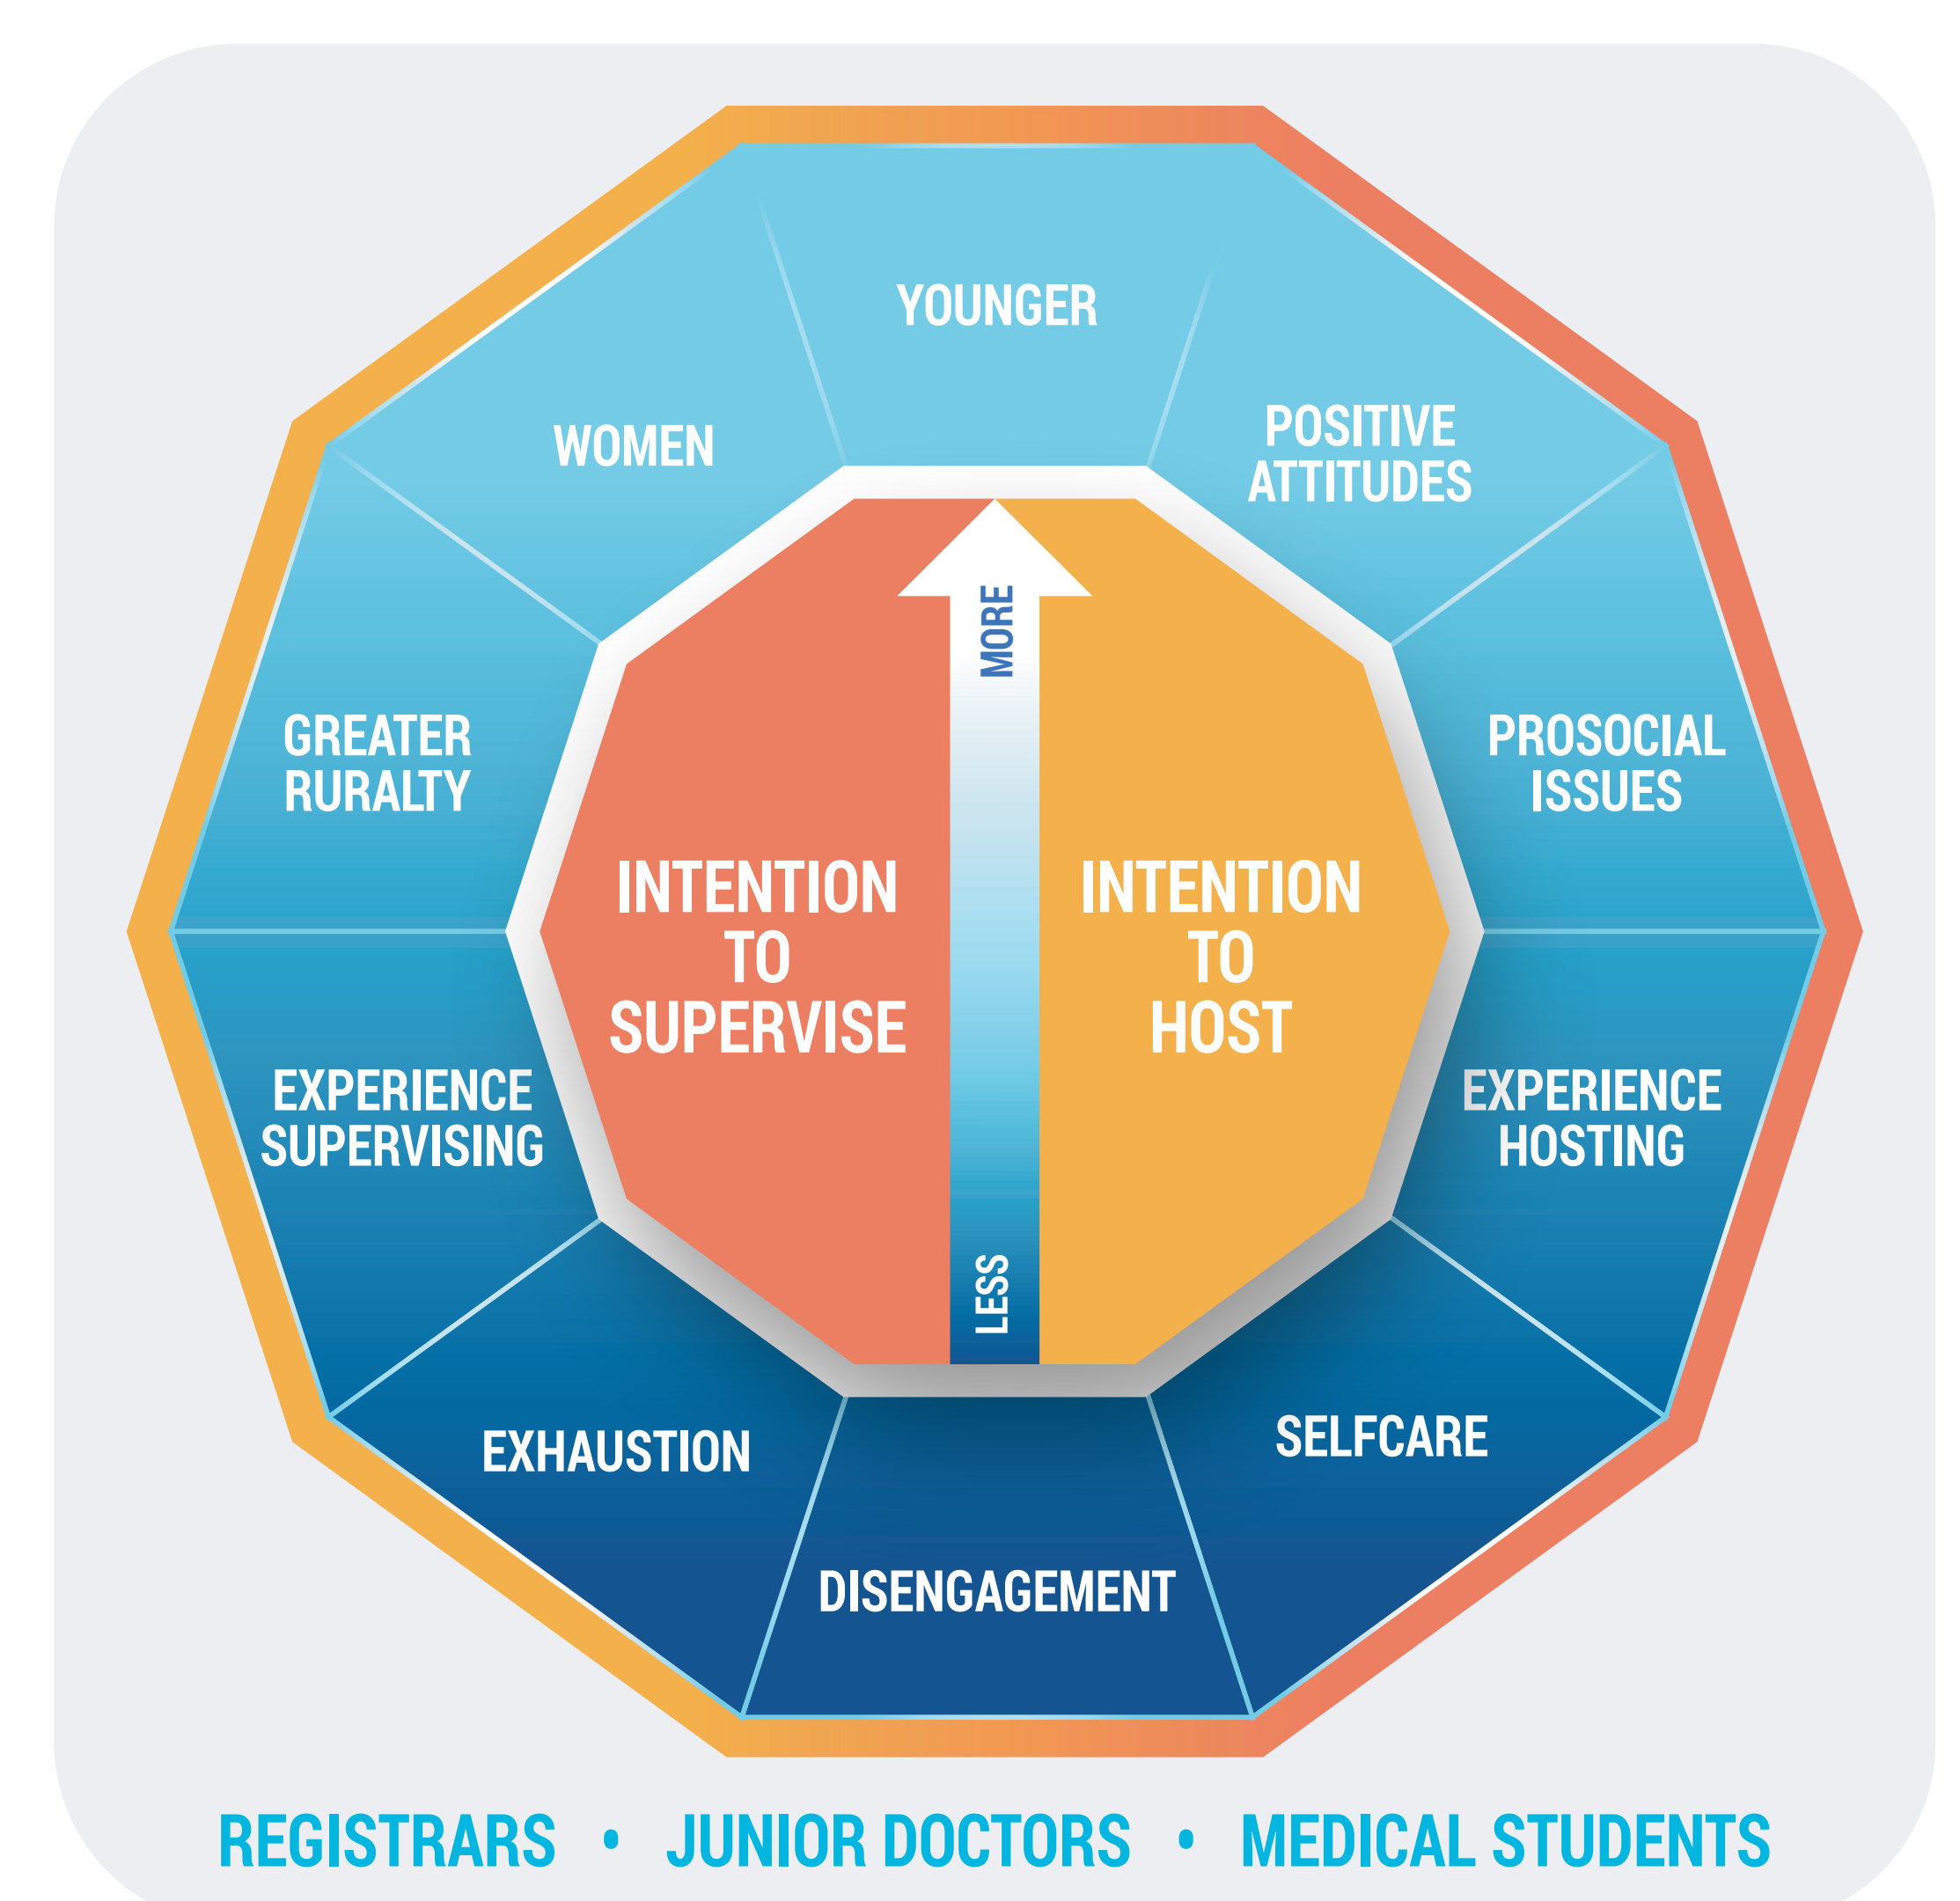 YOUNGER
WOMEN
POSITIVE
ATTITUDES
GREATER
RURALTY
PROSOCIAL
ISSUES
MORE
INTENTION
TO
SUPERVISE
INTENTION
TO
HOST
LESS
EXPERIENCE
SUPERVISING
EXPERIENCE
HOSTING
EXHAUSTION
SELFCARE
DISENGAGEMENT
REGISTRARS • JUNIOR DOCTORS • MEDICAL STUDENTS